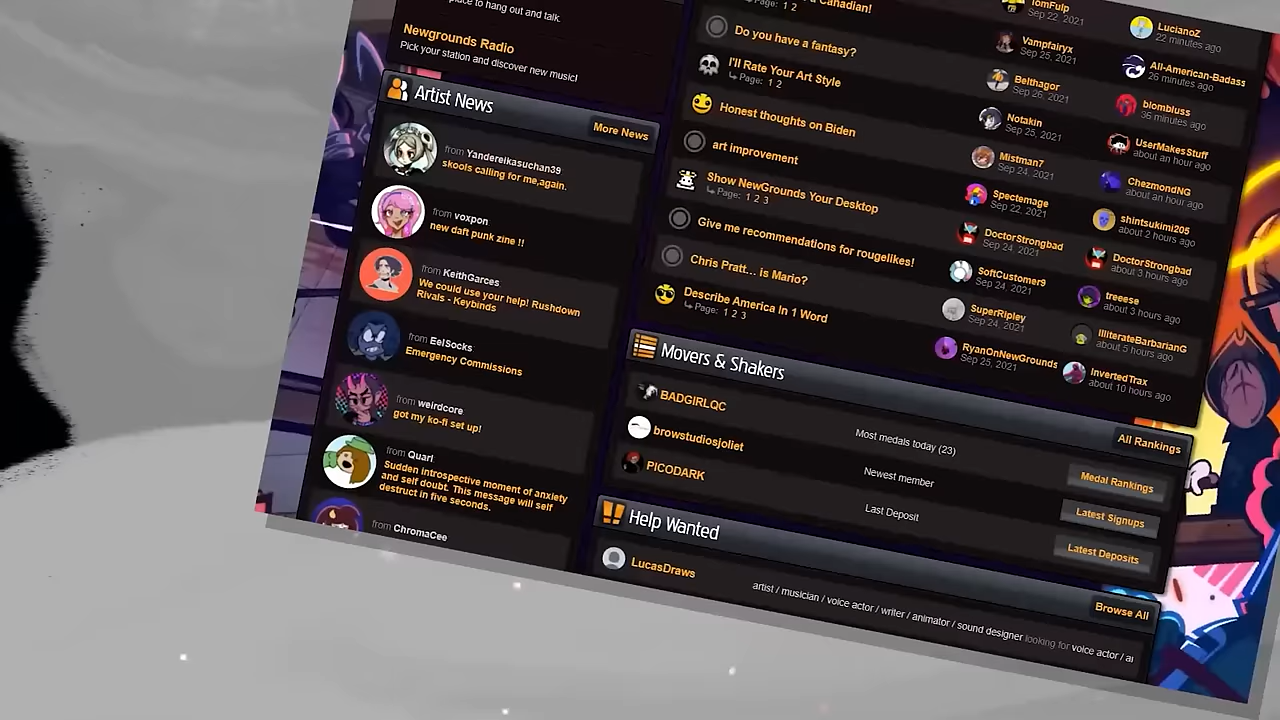 place to hang out and talk.
Newgrounds Radio
Pick your station and discover new music!
Artist News
More News
from Yandereikasuchan39
skools calling for me,again.
from voxpon
new daft punk zine !!
from KeithGarces
We could use your help! Rushdown
Rivals - Keybinds
from EelSocks
Emergency Commissions
from weirdcore
got my ko-fi set up!
from Quarl
Sudden introspective moment of anxiety
and self doubt. This message will self
destruct in five seconds.
from ChromaCee
a Canadian!
Page: 1 2
TomFulp
Sep 22, 2021
LucianoZ
22 minutes ago
Do you have a fantasy?
Vampfairyx
Sep 25, 2021
All-American-Badass
26 minutes ago
I'll Rate Your Art Style
Page: 1 2
Belthagor
Sep 26, 2021
blombluss
36 minutes ago
Honest thoughts on Biden
Notakin
Sep 25, 2021
UserMakesStuff
about an hour ago
art improvement
Mistman7
Sep 24, 2021
ChezmondNG
about an hour ago
Show NewGrounds Your Desktop
Page: 1 2 3
Spectemage
Sep 22, 2021
shintsukimi205
about 2 hours ago
Give me recommendations for rougelikes!
DoctorStrongbad
Sep 24, 2021
DoctorStrongbad
about 3 hours ago
Chris Pratt... is Mario?
SoftCustomer9
Sep 24, 2021
treeese
about 3 hours ago
Describe America In 1 Word
Page: 1 2 3
SuperRipley
Sep 24, 2021
IlliterateBarbarianG
about 5 hours ago
RyanOnNewGrounds
Sep 25, 2021
InvertedTrax
about 10 hours ago
Movers & Shakers
All Rankings
BADGIRLQC
Most medals today (23)
Medal Rankings
browstudiosjoliet
Newest member
Latest Signups
PICODARK
Last Deposit
Latest Deposits
Help Wanted
Browse All
LucasDraws
artist / musician / voice actor / writer / animator / sound designer looking for voice actor /